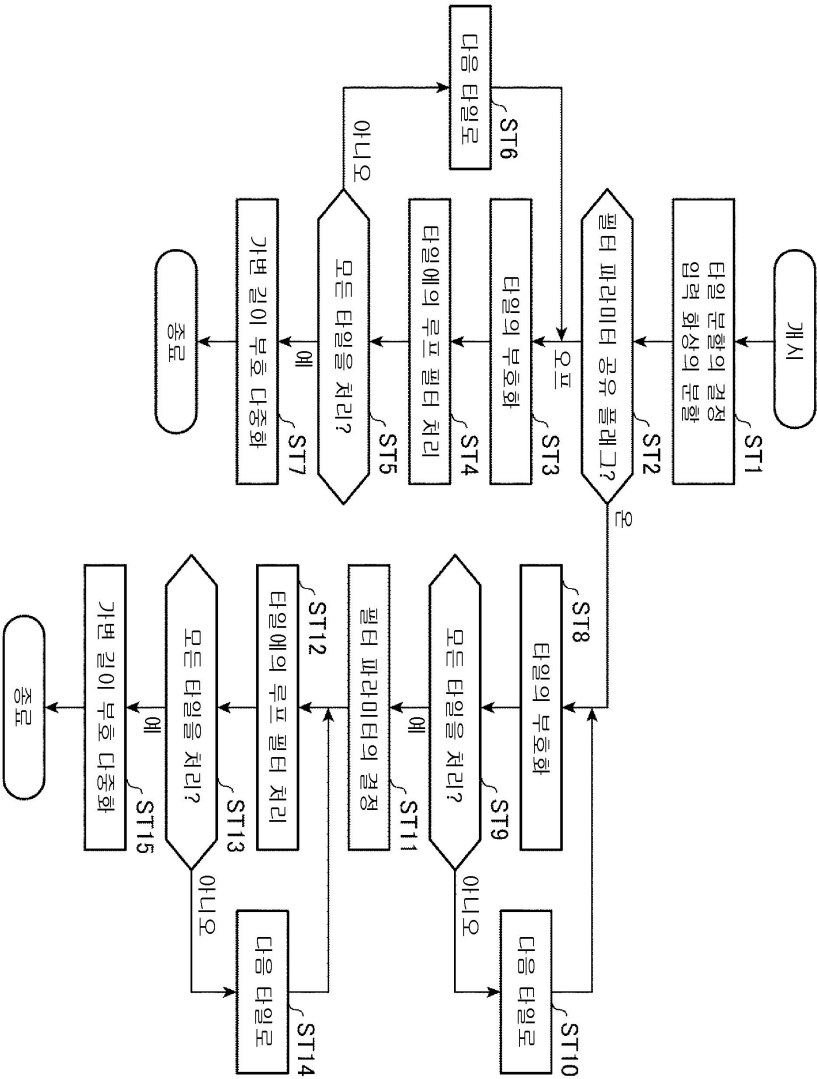 개시
타일 분할의 결정
입력 화상의 분할
ST1
필터 파라미터 공유 플래그?
ST2
오프
온
타일의 부호화
ST3
타일에의 루프 필터 처리
ST4
모든 타일을 처리?
ST5
아니오
다음 타일로
ST6
예
가변 길이 부호 다중화
ST7
종료
ST8
타일의 부호화
모든 타일을 처리?
ST9
아니오
다음 타일로
ST10
예
필터 파라미터의 결정
ST11
ST12
타일에의 루프 필터 처리
모든 타일을 처리?
ST13
아니오
다음 타일로
ST14
예
가변 길이 부호 다중화
ST15
종료